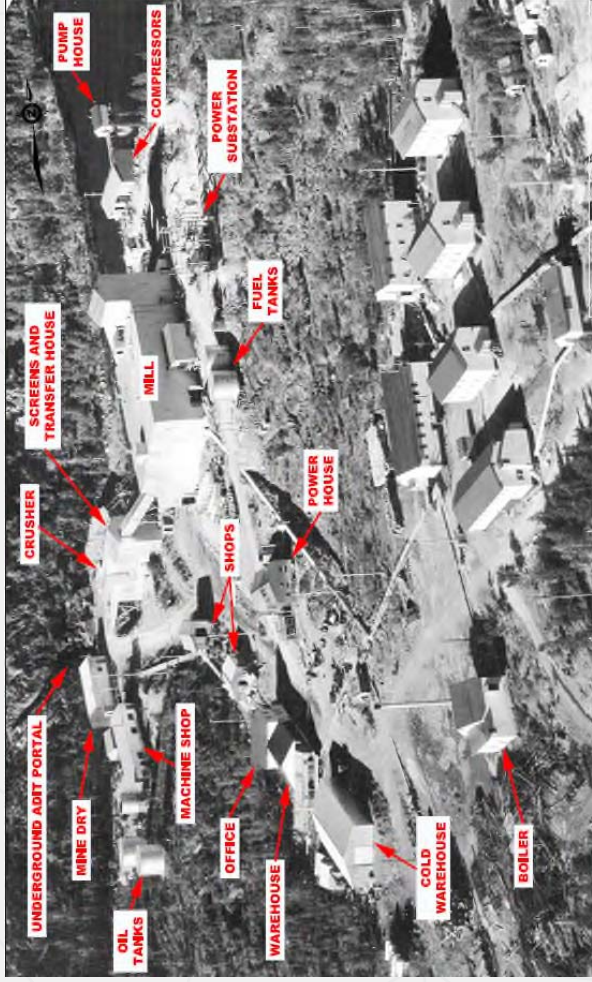 UNDERGROUND ADIT PORTAL
CRUSHER
SCREENS AND
TRANSFER HOUSE
N
PUMP
HOUSE
MINE DRY
OIL
TANKS
MILL
COMPRESSORS
MACHINE SHOP
POWER
SUBSTATION
OFFICE
SHOPS
FUEL
TANKS
WAREHOUSE
POWER
HOUSE
COLD
WAREHOUSE
BOILER